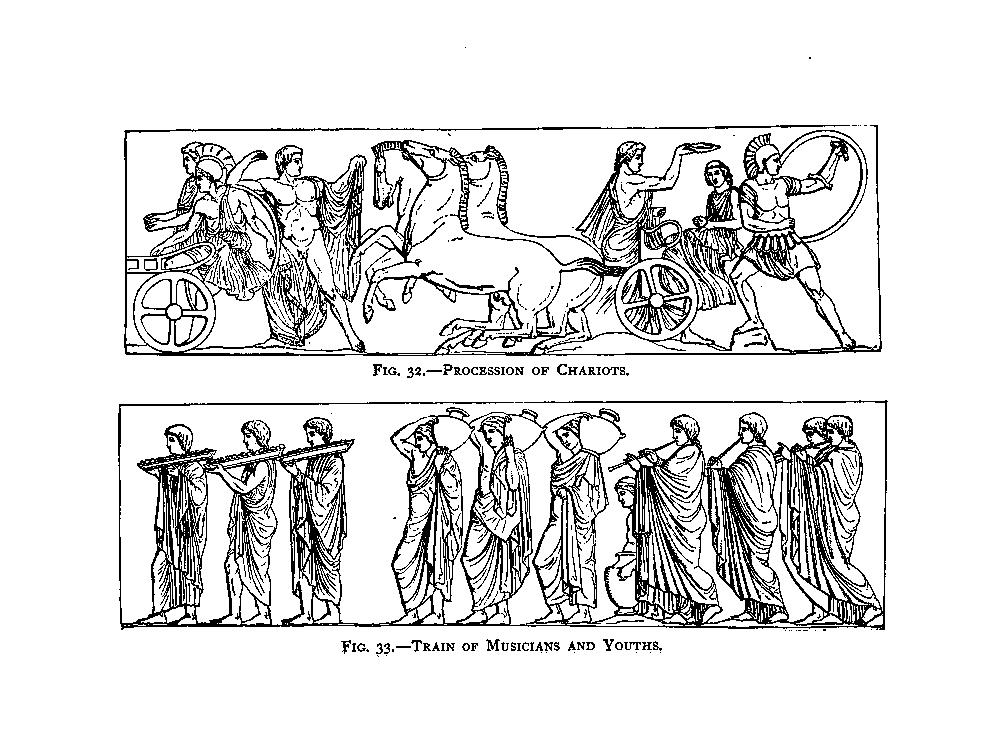 Fig. 32.—Procession of Chariots.
Fig. 33.—Train of Musicians and Youths.